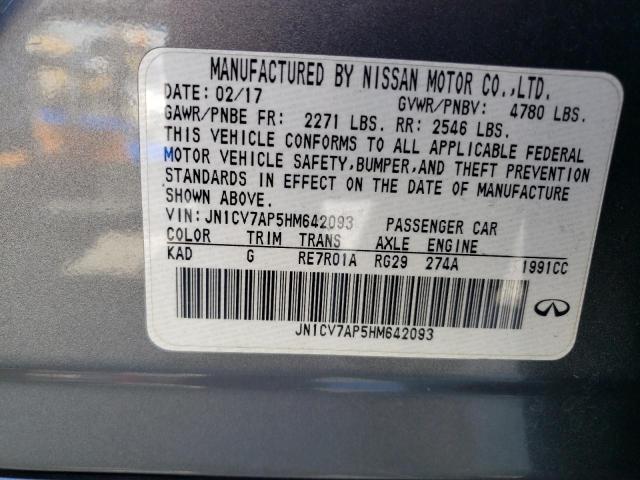 MANUFACTURED BY NISSAN MOTOR CO.,LTD.
DATE: 02/17 GVWR/PNBV: 4780 LBS.
GAWR/PNBE FR: 2271 LBS. RR: 2546 LBS.
THIS VEHICLE CONFORMS TO ALL APPLICABLE FEDERAL
MOTOR VEHICLE SAFETY,BUMPER,AND THEFT PREVENTION
STANDARDS IN EFFECT ON THE DATE OF MANUFACTURE
SHOWN ABOVE.
VIN: JN1CV7AP5HM642093 PASSENGER CAR
COLOR TRIM TRANS AXLE ENGINE
KAD G RE7R01A RG29 274A 1991CC
JN1CV7AP5HM642093